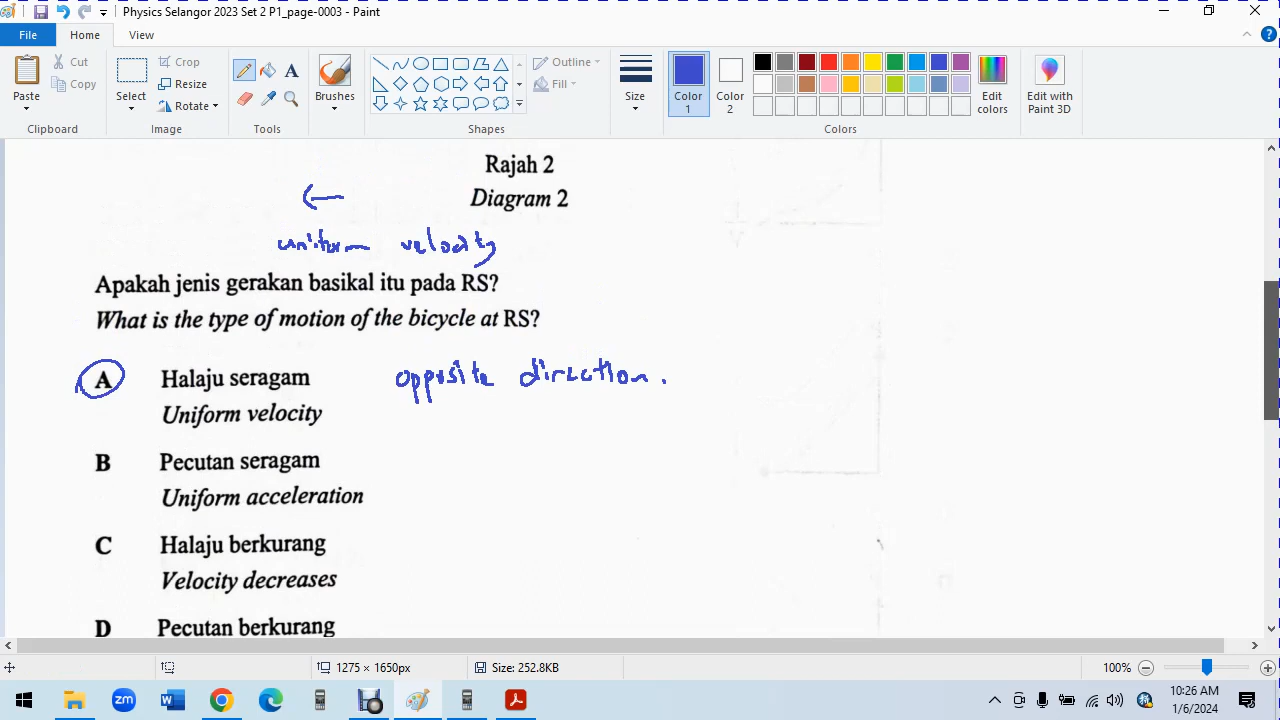 Physics Selangor 2023 Set 2 P1_page-0003 - Paint
File Home View
Paste Cut Copy
Clipboard
Select Resize Rotate
Image
Tools
Brushes
Outline Fill
Shapes
Size
Color 1 Color 2
Edit colors
Colors
Edit with Paint 3D
Rajah 2
Diagram 2
uniform velocity
Apakah jenis gerakan basikal itu pada RS?
What is the type of motion of the bicycle at RS?
A Halaju seragam opposite direction.
Uniform velocity
B Pecutan seragam
Uniform acceleration
C Halaju berkurang
Velocity decreases
D Pecutan berkurang
1275 × 1650px Size: 252.8KB 100%
zm W 10:26 AM
1/6/2024